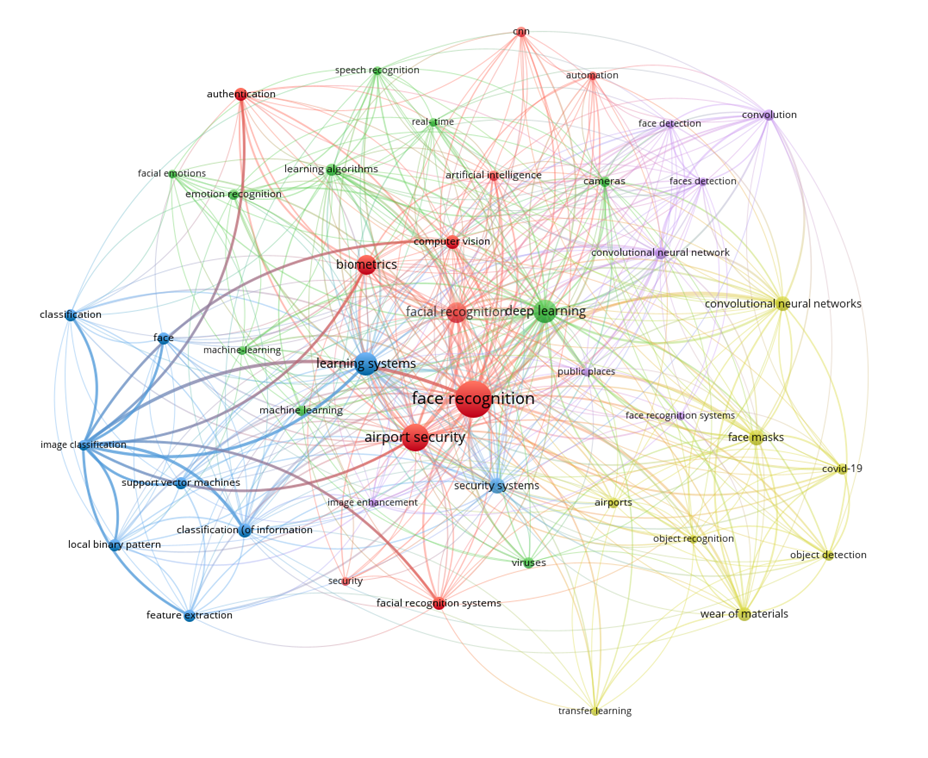 cnn
speech recognition
automation
authentication
convolution
real-time
face detection
learning algorithms
facial emotions
artificial intelligence
cameras
faces detection
emotion recognition
computer vision
convolutional neural network
biometrics
convolutional neural networks
facial recognition
deep learning
classification
face
machine-learning
learning systems
public places
face recognition
machine learning
face recognition systems
airport security
face masks
image classification
covid-19
support vector machines
security systems
image enhancement
airports
classification (of information
object recognition
local binary pattern
object detection
viruses
security
facial recognition systems
feature extraction
wear of materials
transfer learning